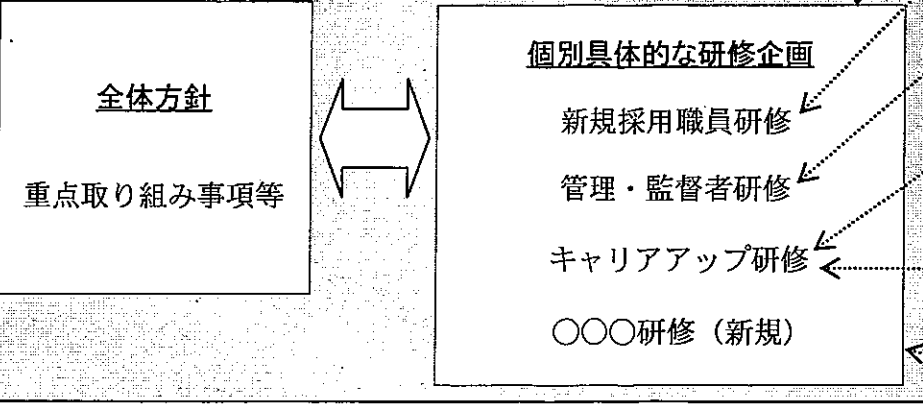 全体方針
重点取り組み事項等
個別具体的な研修企画
新規採用職員研修
管理・監督者研修
キャリアアップ研修
○○○研修（新規）